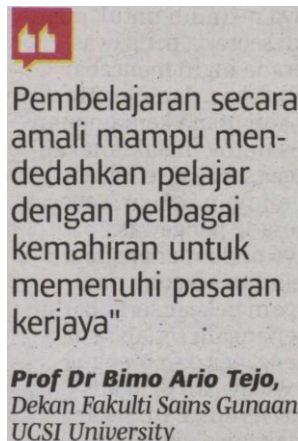 Pembelajaran secara
amali mampu men-
dedahkan pelajar
dengan pelbagai
kemahiran untuk
memenuhi pasaran
kerjaya"
Prof Dr Bimo Ario Tejo,
Dekan Fakulti Sains Gunaan
UCSI University